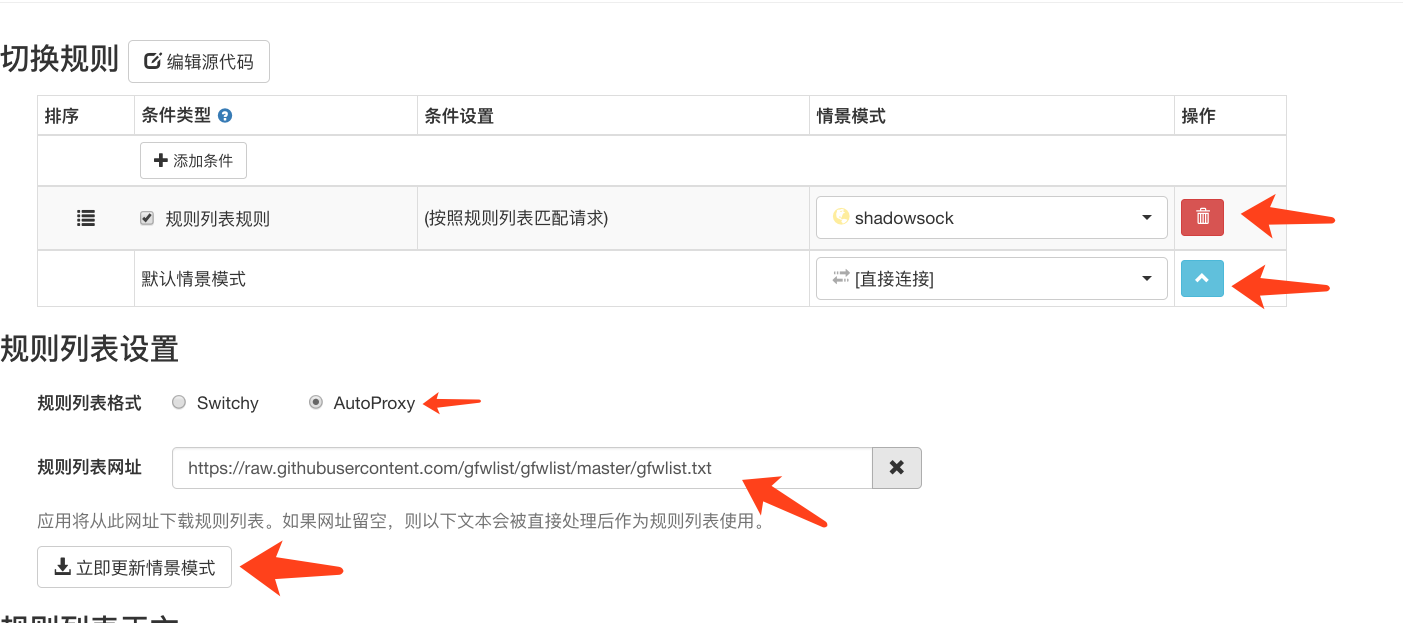 切换规则 编辑源代码
排序 条件类型 条件设置 情景模式 操作
添加条件
规则列表规则 (按照规则列表匹配请求) shadowsock
默认情景模式 [直接连接]
规则列表设置
规则列表格式 Switchy AutoProxy
规则列表网址 https://raw.githubusercontent.com/gfwlist/gfwlist/master/gfwlist.txt
应用将从此网址下载规则列表。如果网址留空，则以下文本会被直接处理后作为规则列表使用。
立即更新情景模式
规则列表正文